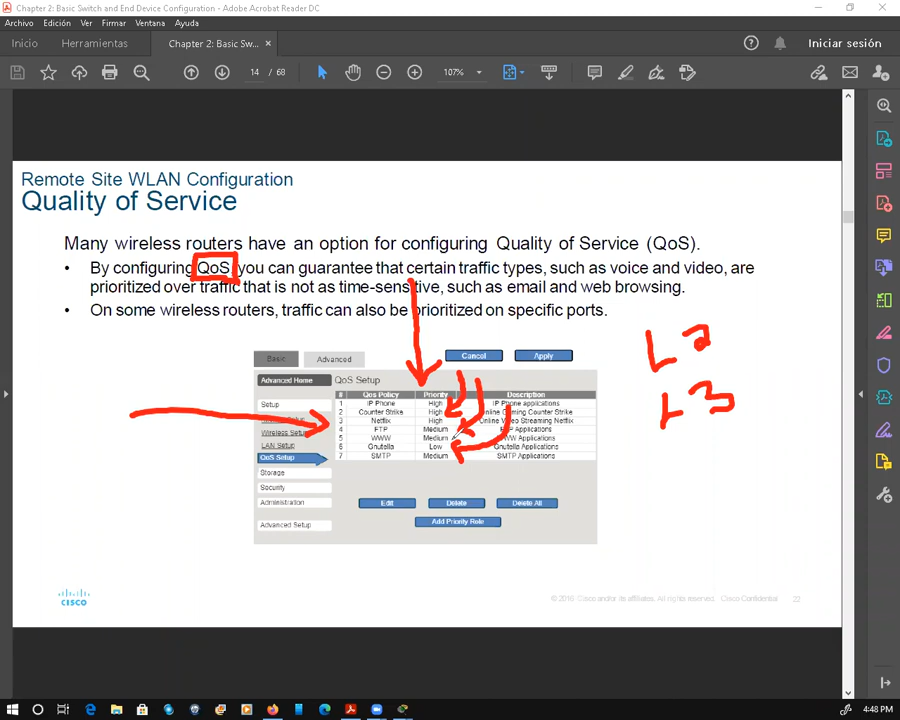 Chapter 2: Basic Switch and End Device Configuration - Adobe Acrobat Reader DC
Archivo Edición Ver Firmar Ventana Ayuda
Inicio Herramientas Chapter 2: Basic Sw... × Iniciar sesión
14 / 68 107%
Remote Site WLAN Configuration
Quality of Service
Many wireless routers have an option for configuring Quality of Service (QoS).
• By configuring QoS you can guarantee that certain traffic types, such as voice and video, are
prioritized over traffic that is not as time-sensitive, such as email and web browsing.
• On some wireless routers, traffic can also be prioritized on specific ports.
L2
L3
Basic Advanced Cancel Apply
Advanced Home QoS Setup
# QoS Policy Priority Description
1 IP Phone High IP Phone applications
2 Counter Strike High Online Gaming Counter Strike
3 Netflix High Online Video Streaming Netflix
4 FTP Medium Applications
5 WWW Medium WWW Applications
6 Gnutella Low Gnutella Applications
7 SMTP Medium SMTP Applications
Setup
Wireless Setup
LAN Setup
QoS Setup
Storage
Security
Administration
Advanced Setup
Edit Delete Delete All
Add Priority Role
CISCO
© 2016 Cisco and/or its affiliates. All rights reserved. Cisco Confidential 22
4:48 PM